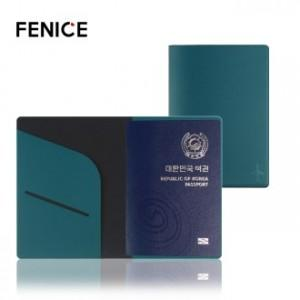 FENICE
대한민국 여권
REPUBLIC OF KOREA
PASSPORT